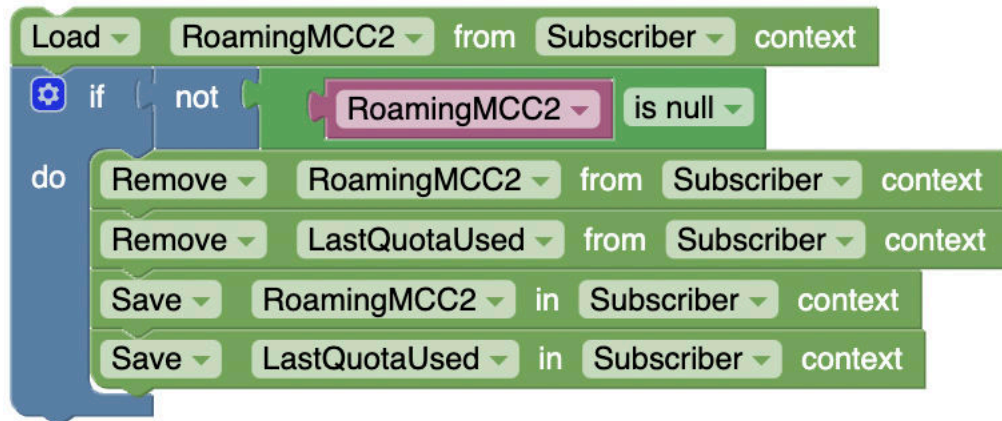 Load RoamingMCC2 from Subscriber context
if not RoamingMCC2 is null
do Remove RoamingMCC2 from Subscriber context
Remove LastQuotaUsed from Subscriber context
Save RoamingMCC2 in Subscriber context
Save LastQuotaUsed in Subscriber context